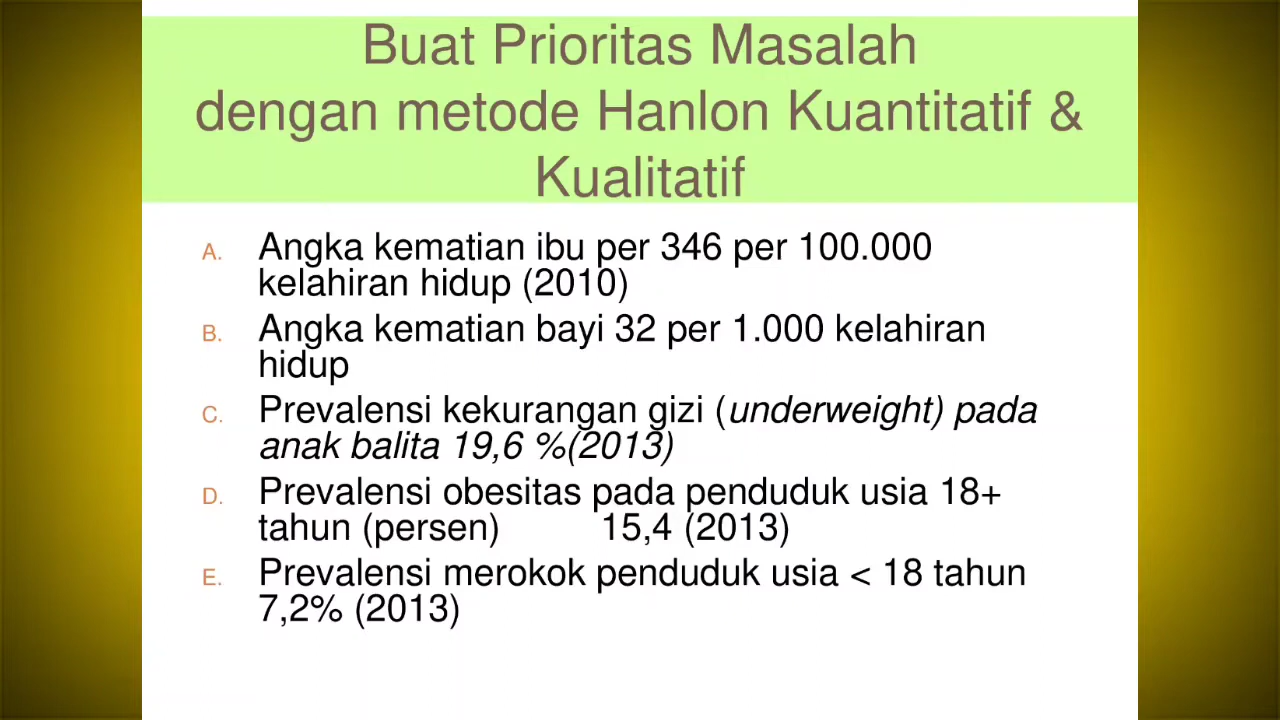 Buat Prioritas Masalah
dengan metode Hanlon Kuantitatif &
Kualitatif
A. Angka kematian ibu per 346 per 100.000
kelahiran hidup (2010)
B. Angka kematian bayi 32 per 1.000 kelahiran
hidup
C. Prevalensi kekurangan gizi (underweight) pada
anak balita 19,6 %(2013)
D. Prevalensi obesitas pada penduduk usia 18+
tahun (persen) 15,4 (2013)
E. Prevalensi merokok penduduk usia < 18 tahun
7,2% (2013)